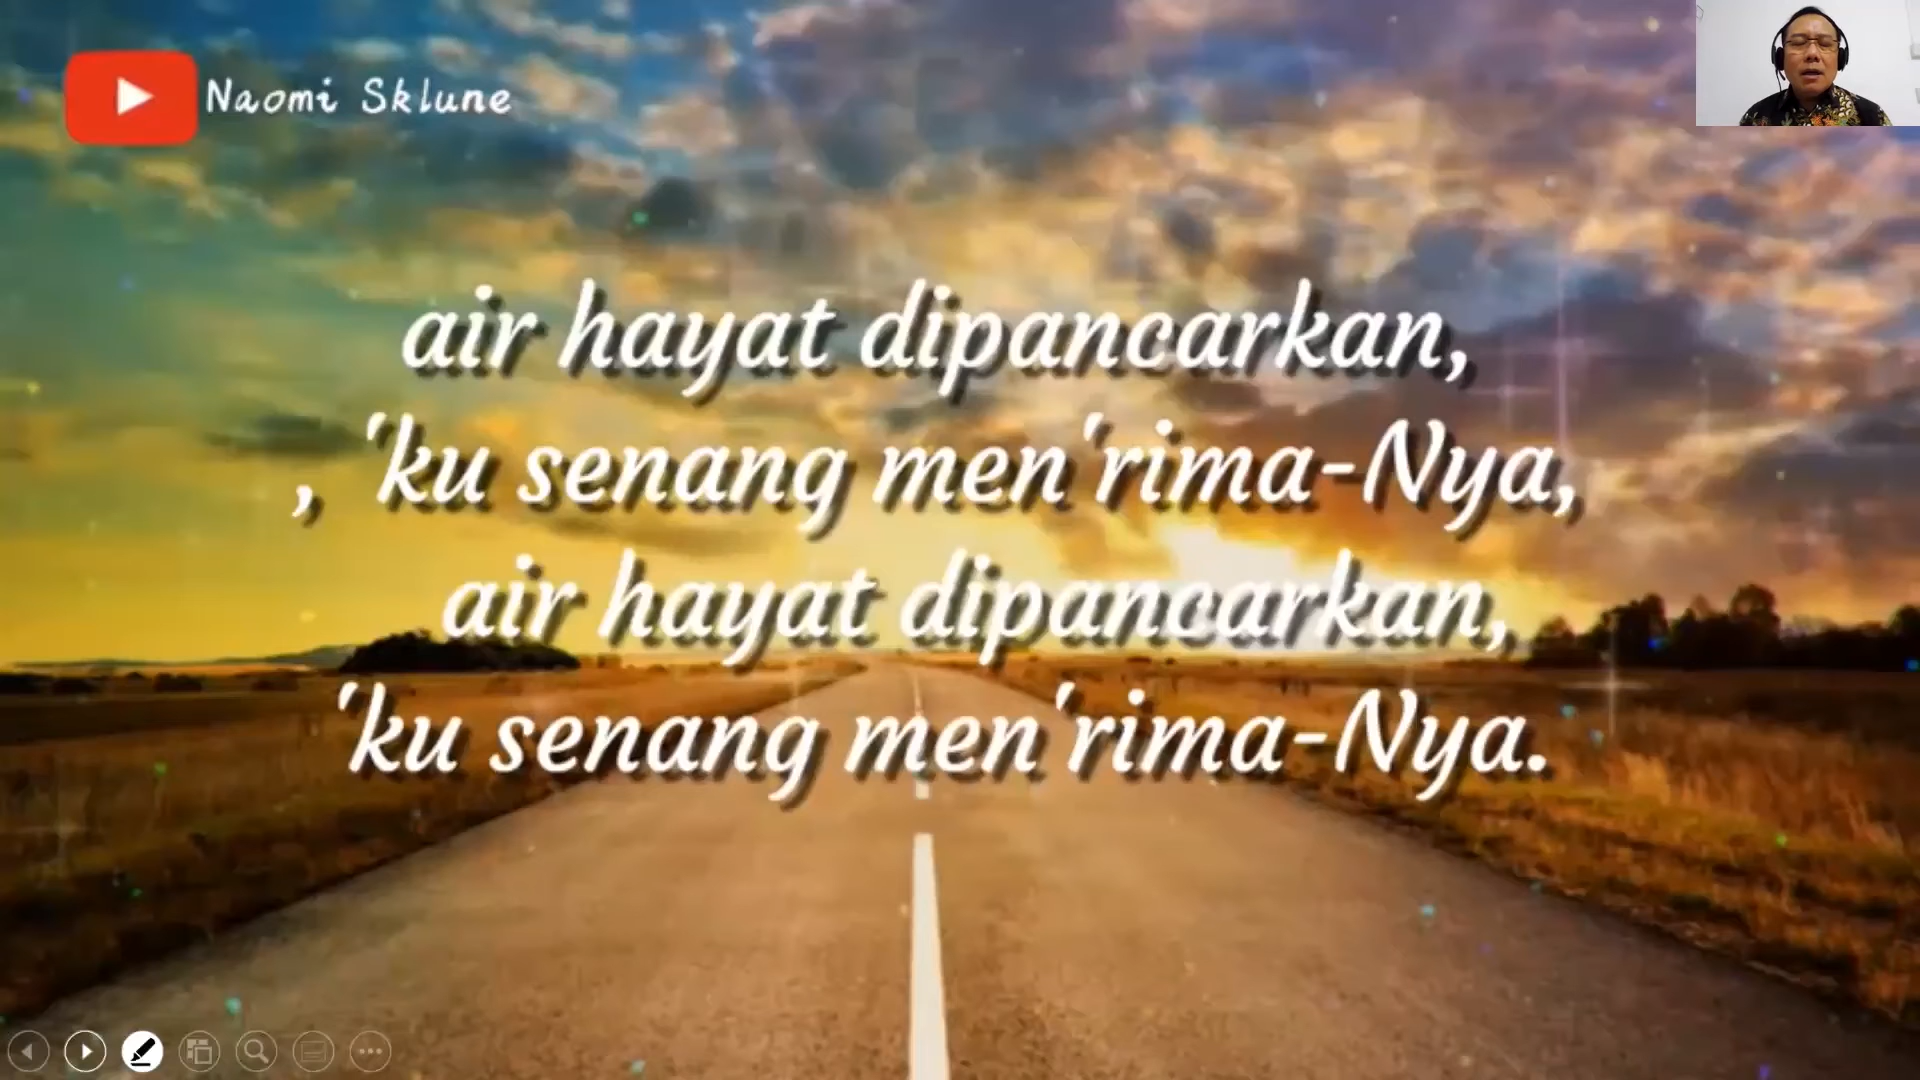 Naomi Sklune
air hayat dipancarkan,
, 'ku senang men'rima-Nya,
air hayat dipancarkan,
'ku senang men'rima-Nya.